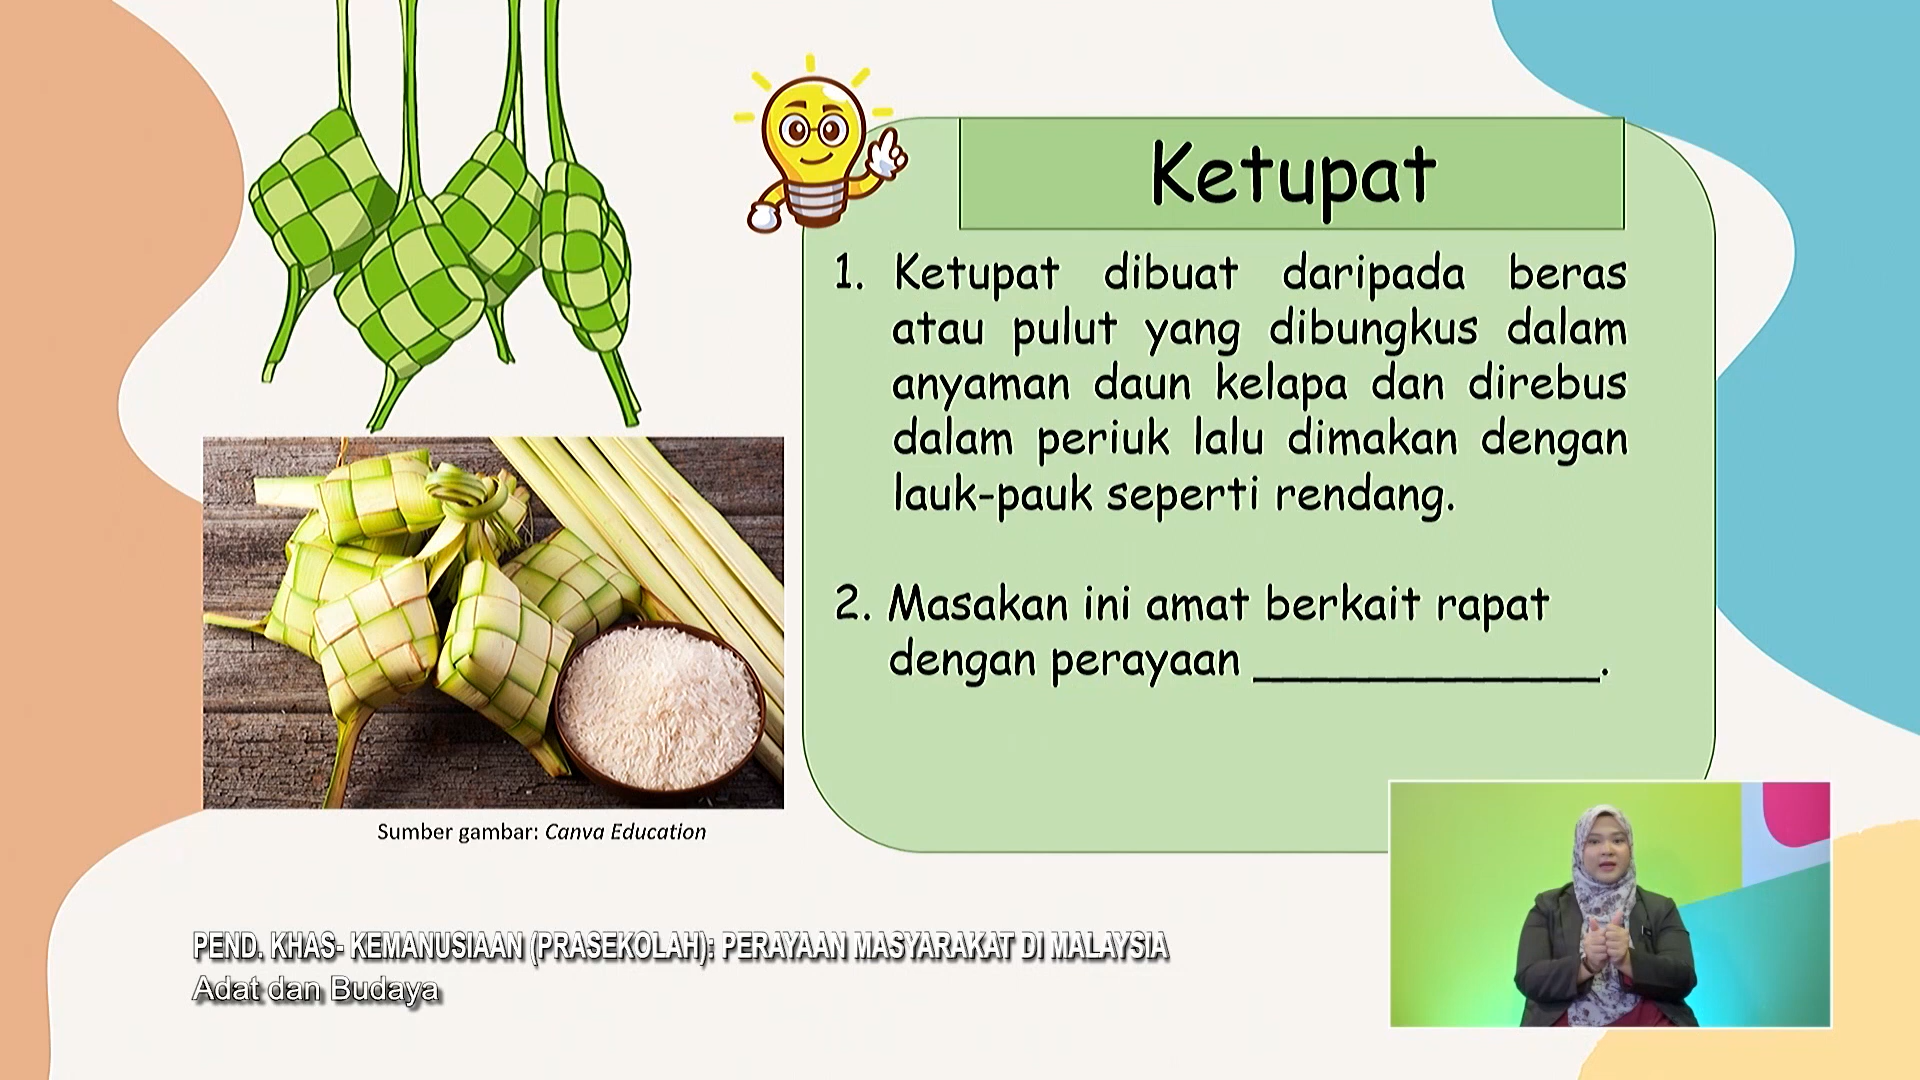 Ketupat
1. Ketupat dibuat daripada beras
atau pulut yang dibungkus dalam
anyaman daun kelapa dan direbus
dalam periuk lalu dimakan dengan
lauk-pauk seperti rendang.
2. Masakan ini amat berkait rapat
dengan perayaan ______________.
Sumber gambar: Canva Education
PEND. KHAS- KEMANUSIAAN (PRASEKOLAH): PERAYAAN MASYARAKAT DI MALAYSIA
Adat dan Budaya